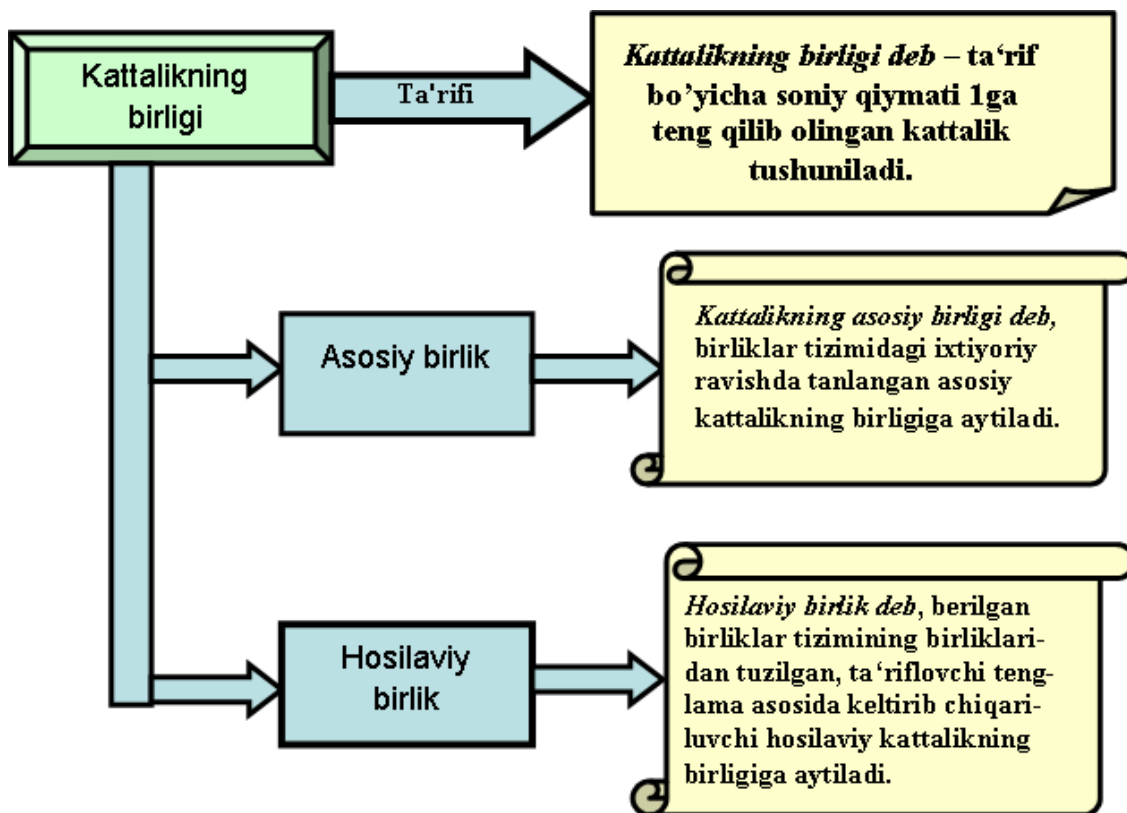 Kattalikning
birligi
Ta'rifi
Kattalikning birligi deb – ta‘rif
bo’yicha soniy qiymati 1ga
teng qilib olingan kattalik
tushuniladi.
Asosiy birlik
Kattalikning asosiy birligi deb,
birliklar tizimidagi ixtiyoriy
ravishda tanlangan asosiy
kattalikning birligiga aytiladi.
Hosilaviy
birlik
Hosilaviy birlik deb, berilgan
birliklar tizimining birliklari-
dan tuzilgan, ta‘riflovchi teng-
lama asosida keltirib chiqari-
luvchi hosilaviy kattalikning
birligiga aytiladi.